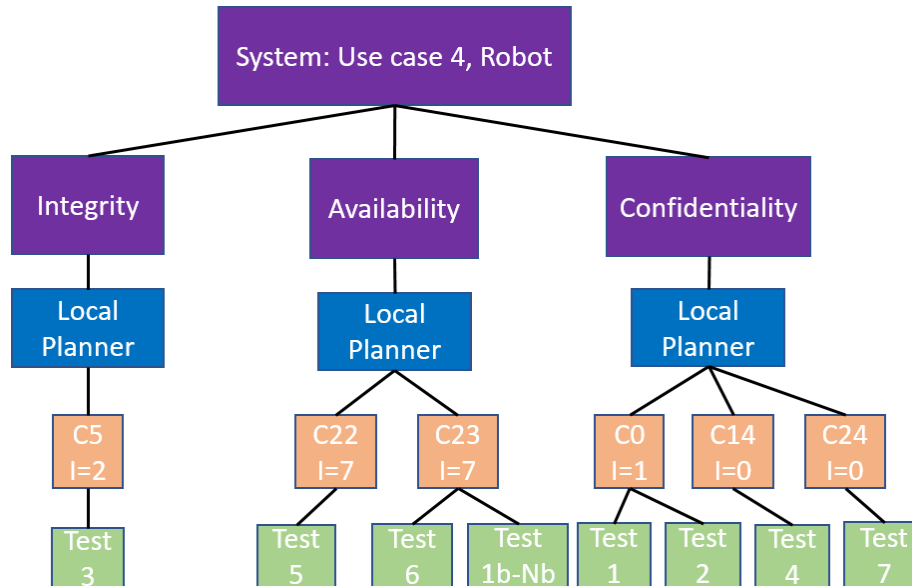 System: Use case 4, Robot
Integrity
Availability
Confidentiality
Local
Planner
Local
Planner
Local
Planner
C5
I=2
C22
I=7
C23
I=7
C0
I=1
C14
I=0
C24
I=0
Test
3
Test
5
Test
6
Test
1b-Nb
Test
1
Test
2
Test
4
Test
7